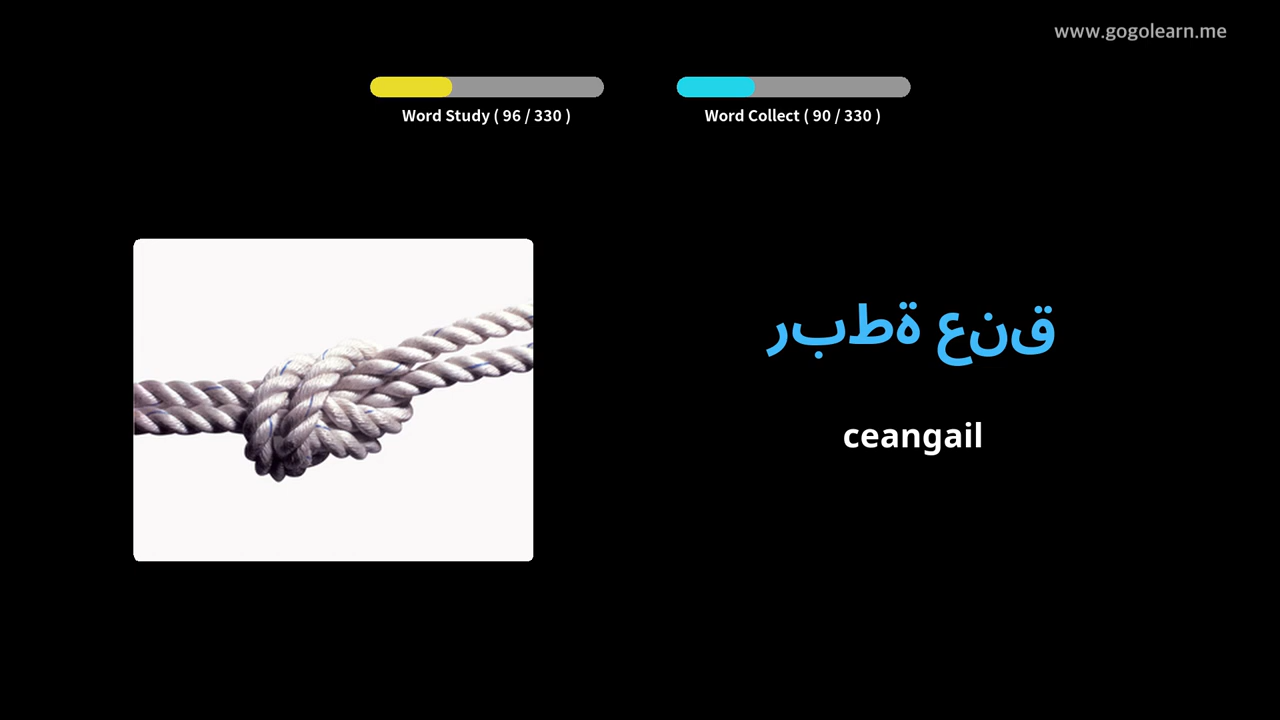 www.gogolearn.me
Word Study ( 96 / 330 )
Word Collect ( 90 / 330 )
ربطة عنق
ceangail